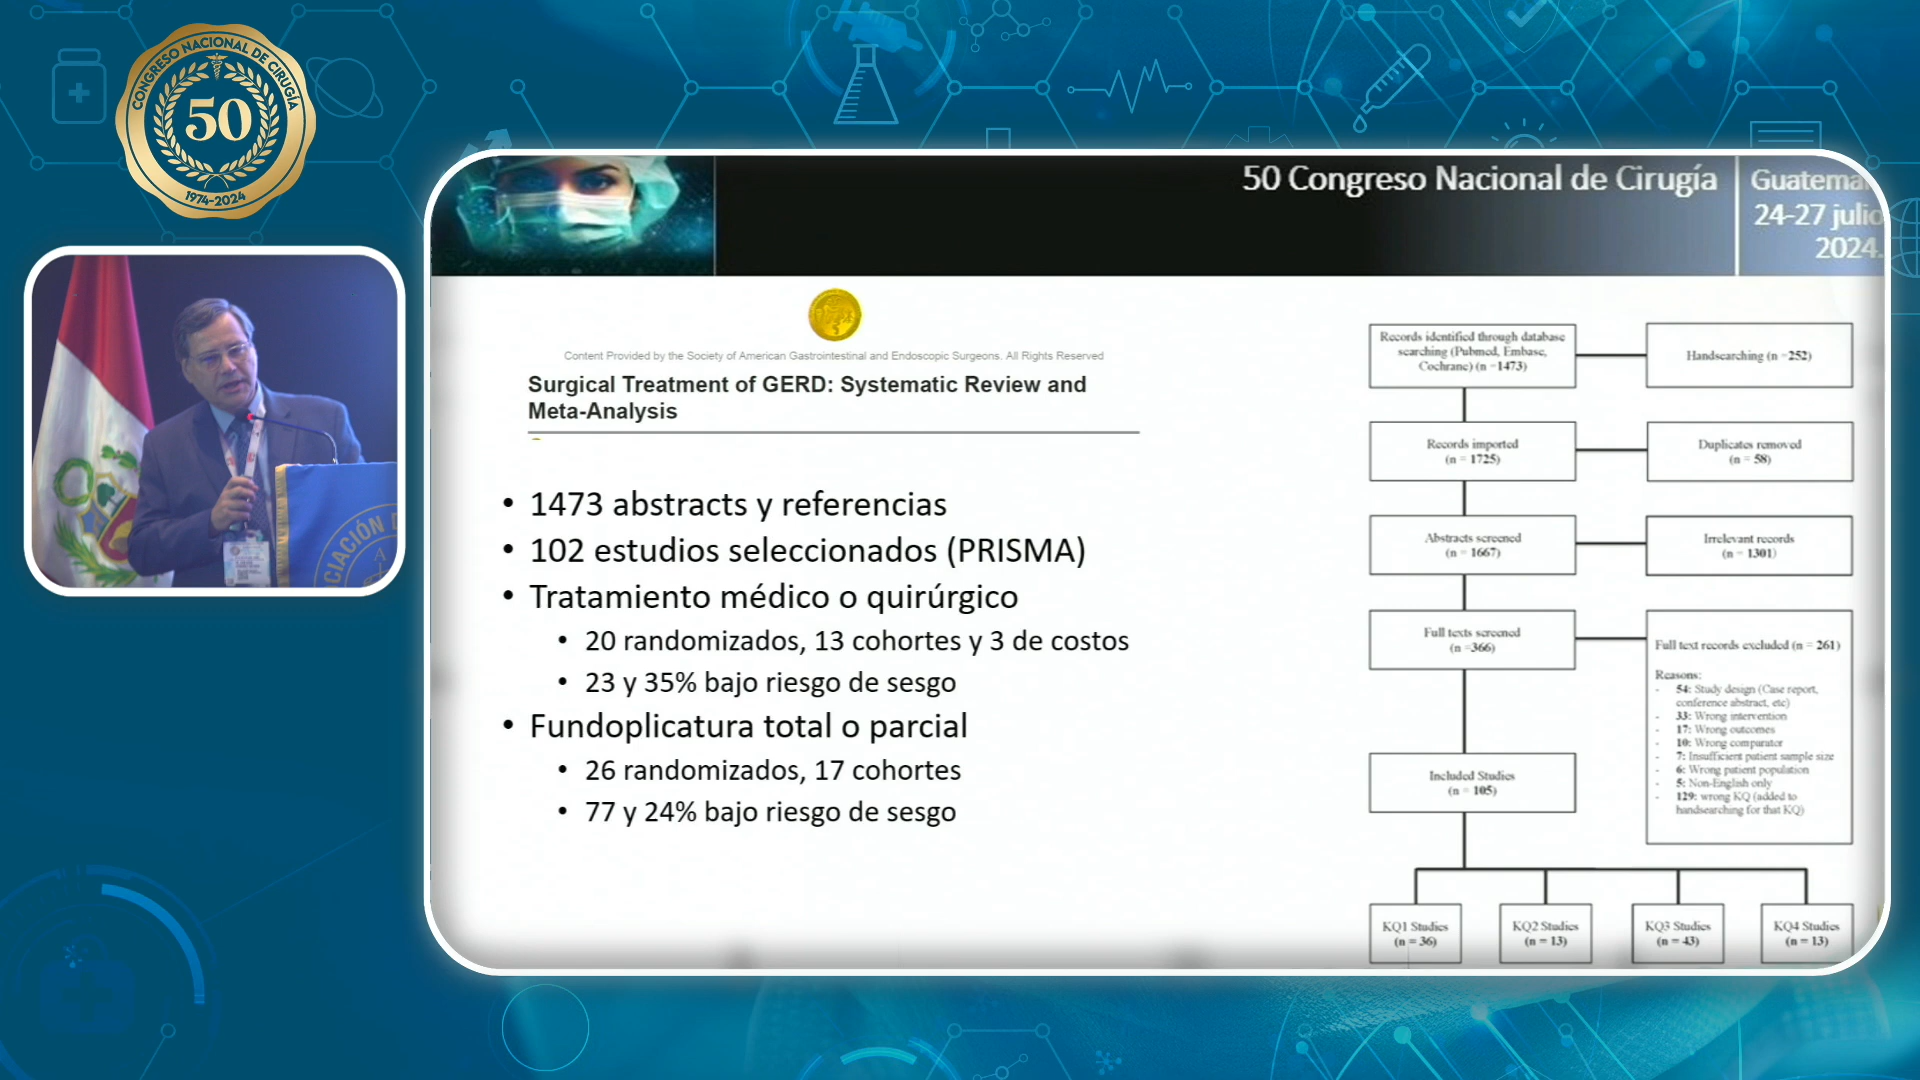 CONGRESO NACIONAL DE CIRUGÍA
50
1974-2024
50 Congreso Nacional de Cirugía
24-27 julio
2024.
Content Provided by the Society of American Gastrointestinal and Endoscopic Surgeons. All Rights Reserved
Surgical Treatment of GERD: Systematic Review and
Meta-Analysis
• 1473 abstracts y referencias
• 102 estudios seleccionados (PRISMA)
• Tratamiento médico o quirúrgico
• 20 randomizados, 13 cohortes y 3 de costos
• 23 y 35% bajo riesgo de sesgo
• Fundoplicatura total o parcial
• 26 randomizados, 17 cohortes
• 77 y 24% bajo riesgo de sesgo
Records identified through database
searching (Pubmed, Embase,
Cochrane) (n =1473)
Handsearching (n =252)
Records imported
(n = 1725)
Duplicates removed
(n = 58)
Abstracts screened
(n = 1667)
Irrelevant records
(n = 1301)
Full texts screened
(n =366)
Full text records excluded (n = 261)
Reasons:
- 54: Study design (Case report,
conference abstract, etc)
- 33: Wrong intervention
- 17: Wrong outcomes
- 10: Wrong comparator
- 7: Insufficient patient sample size
- 6: Wrong patient population
- 5: Non-English only
- 129: wrong KQ (added to
handsearching for that KQ)
Included Studies
(n = 105)
KQ1 Studies
(n = 36)
KQ2 Studies
(n = 13)
KQ3 Studies
(n = 43)
KQ4 Studies
(n = 13)